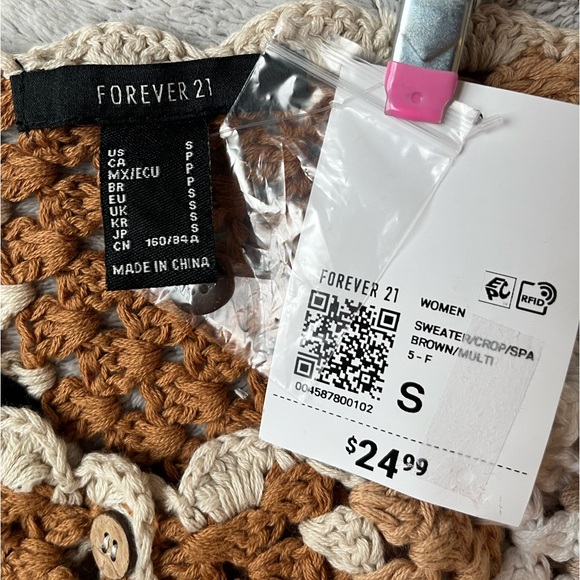 FOREVER 21
US S
CA P
MX/ECU P
BR P
EU S
UK S
KR S
JP S
CN 160/84A
MADE IN CHINA
FOREVER 21
004587800102
EPC RFID
WOMEN
SWEATER/CROP/SPA
BROWN/MULTI
5 - F
S
$24.99